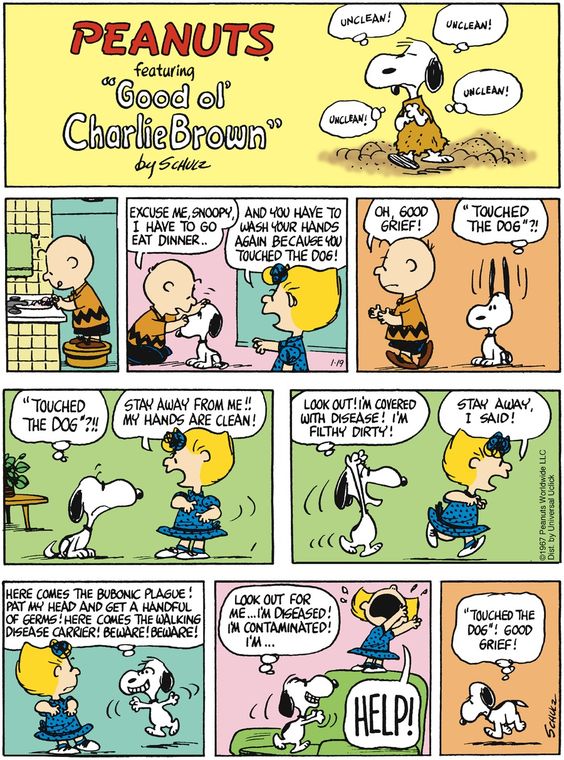 PEANUTS
featuring
"Good ol'
Charlie Brown"
by SCHULZ
UNCLEAN!
UNCLEAN!
UNCLEAN!
UNCLEAN!
EXCUSE ME, SNOOPY,
I HAVE TO GO
EAT DINNER..
AND YOU HAVE TO
WASH YOUR HANDS
AGAIN BECAUSE YOU
TOUCHED THE DOG!
1-19
OH, GOOD
GRIEF!
"TOUCHED
THE DOG"?!
"TOUCHED
THE DOG"?!!
STAY AWAY FROM ME!!
MY HANDS ARE CLEAN!
LOOK OUT! I'M COVERED
WITH DISEASE! I'M
FILTHY DIRTY!
STAY AWAY,
I SAID!
©1967 Peanuts Worldwide LLC
Dist. by Universal Uclick
HERE COMES THE BUBONIC PLAGUE!
PAT MY HEAD AND GET A HANDFUL
OF GERMS! HERE COMES THE WALKING
DISEASE CARRIER! BEWARE! BEWARE!
LOOK OUT FOR
ME...I'M DISEASED!
I'M CONTAMINATED!
I'M...
HELP!
"TOUCHED THE
DOG"! GOOD
GRIEF!
SCHULZ